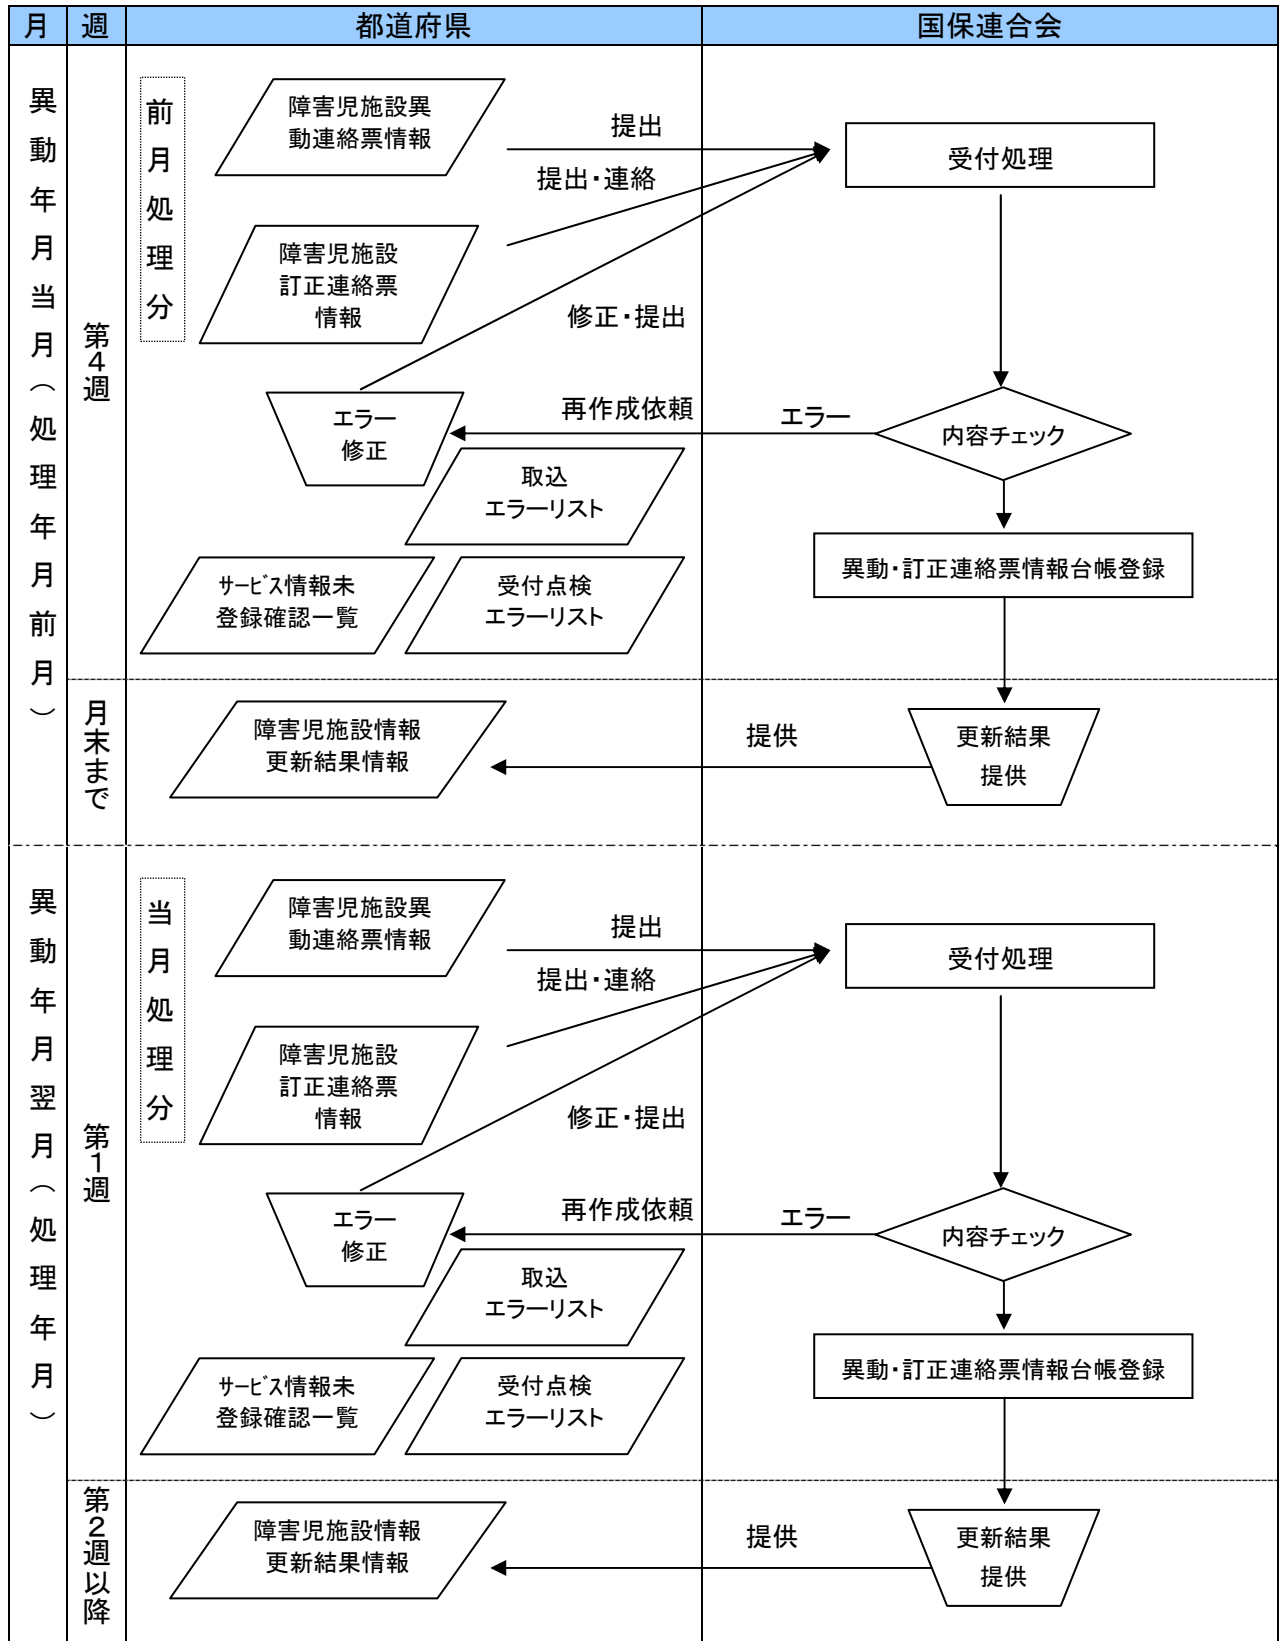 月
週
都道府県
国保連合会
異動年月当月（処理年月前月）
第４週
前月処理分
障害児施設異
動連絡票情報
提出
受付処理
提出・連絡
障害児施設
訂正連絡票
情報
修正・提出
エラー
修正
再作成依頼
エラー
内容チェック
取込
エラーリスト
異動・訂正連絡票情報台帳登録
サービス情報未
登録確認一覧
受付点検
エラーリスト
月末まで
障害児施設情報
更新結果情報
提供
更新結果
提供
異動年月翌月（処理年月）
第１週
当月処理分
障害児施設異
動連絡票情報
提出
受付処理
提出・連絡
障害児施設
訂正連絡票
情報
修正・提出
エラー
修正
再作成依頼
エラー
内容チェック
取込
エラーリスト
異動・訂正連絡票情報台帳登録
サービス情報未
登録確認一覧
受付点検
エラーリスト
第２週以降
障害児施設情報
更新結果情報
提供
更新結果
提供